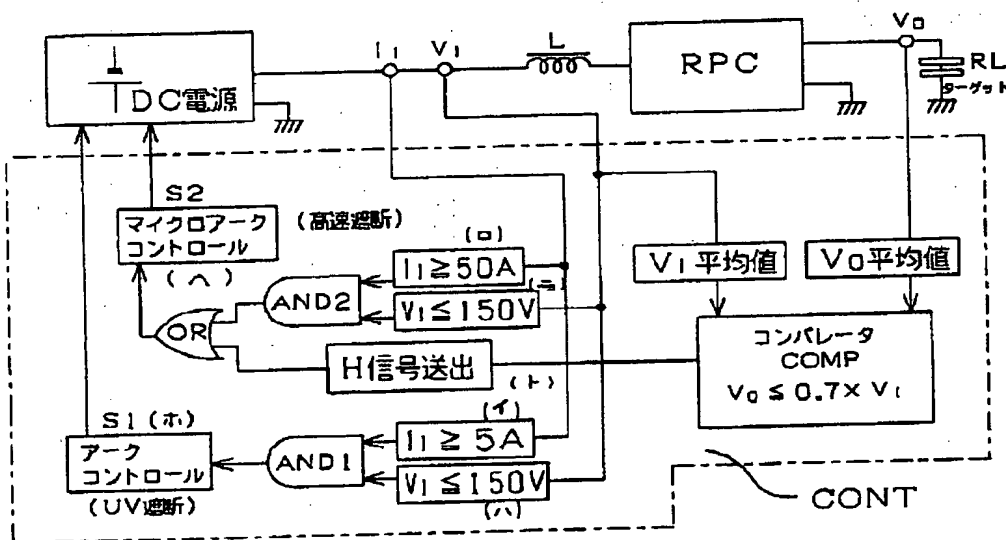 DC電源
I₁
V₁
L
RPC
V₀
RL
ターゲット
S2
マイクロアーク
コントロール
(高速遮断)
(ヘ)
(ロ)
I₁≧50A
(ニ)
V₁≦150V
AND2
OR
H信号送出
(ト)
V₁平均値
V₀平均値
コンパレータ
COMP
V₀≦0.7×V₁
S1(ホ)
アーク
コントロール
(UV遮断)
AND1
(イ)
I₁≧5A
V₁≦150V
(ハ)
CONT